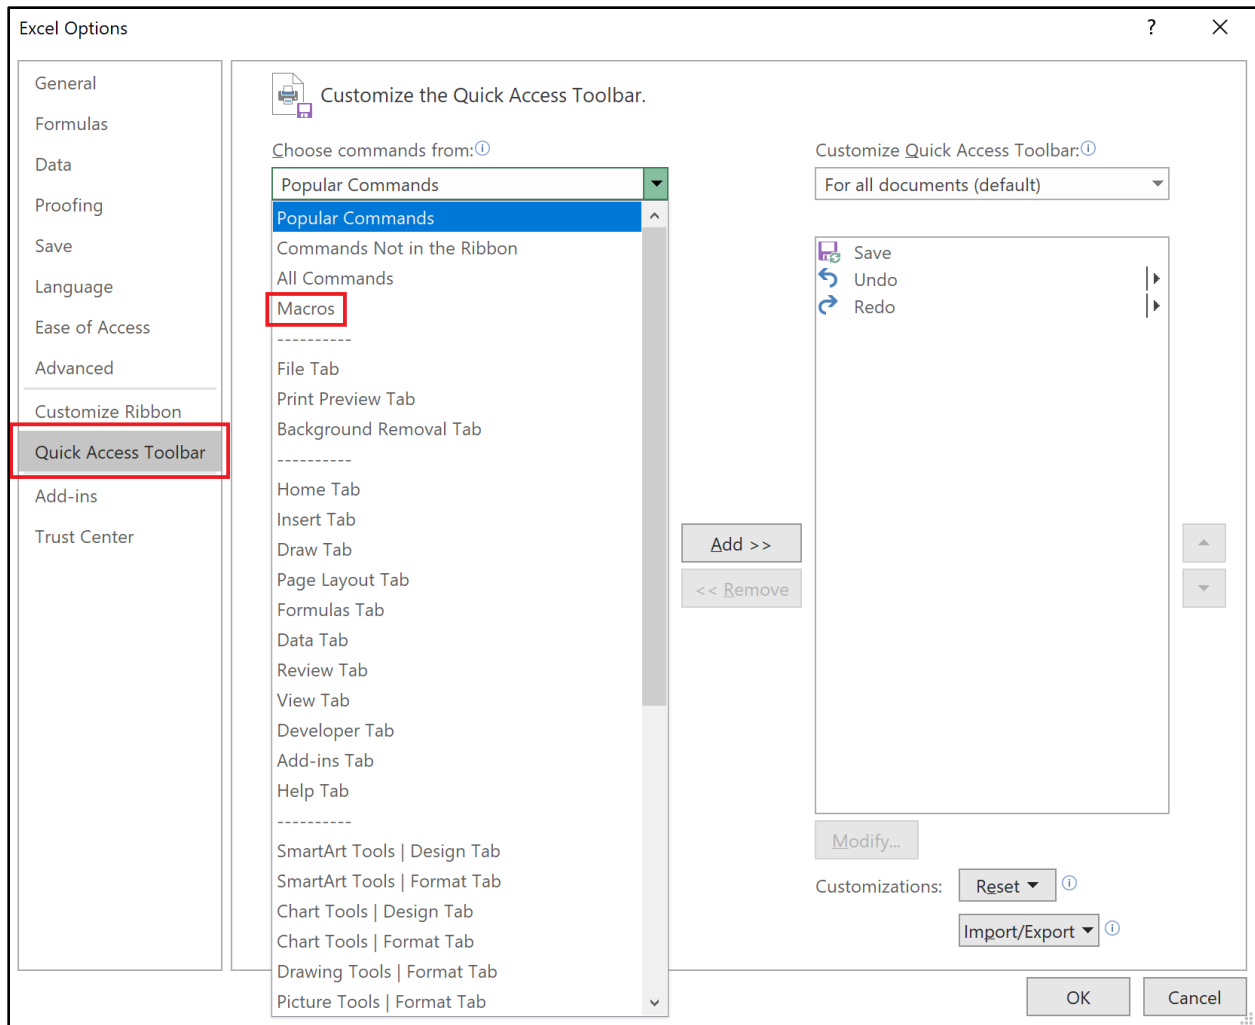 Excel Options
?
General
Formulas
Data
Proofing
Save
Language
Ease of Access
Advanced
Customize Ribbon
Quick Access Toolbar
Add-ins
Trust Center
Customize the Quick Access Toolbar.
Choose commands from:
Popular Commands
Popular Commands
Commands Not in the Ribbon
All Commands
Macros
----------
File Tab
Print Preview Tab
Background Removal Tab
----------
Home Tab
Insert Tab
Draw Tab
Page Layout Tab
Formulas Tab
Data Tab
Review Tab
View Tab
Developer Tab
Add-ins Tab
Help Tab
----------
SmartArt Tools | Design Tab
SmartArt Tools | Format Tab
Chart Tools | Design Tab
Chart Tools | Format Tab
Drawing Tools | Format Tab
Picture Tools | Format Tab
Add >>
<< Remove
Customize Quick Access Toolbar:
For all documents (default)
Save
Undo
Redo
Modify...
Customizations:
Reset
Import/Export
OK
Cancel